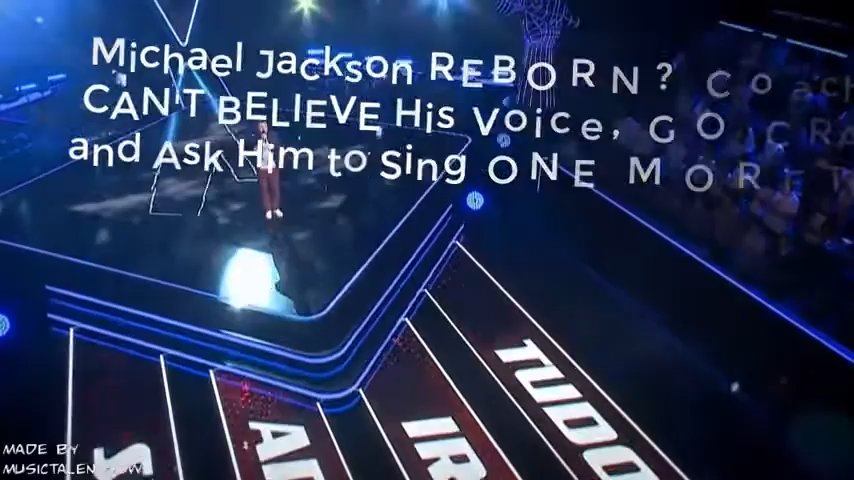 Michael Jackson REBORN? Coach
CAN'T BELIEVE His Voice, GO CRA
and Ask Him to Sing ONE MOR
TUDO
IR
S
MADE BY